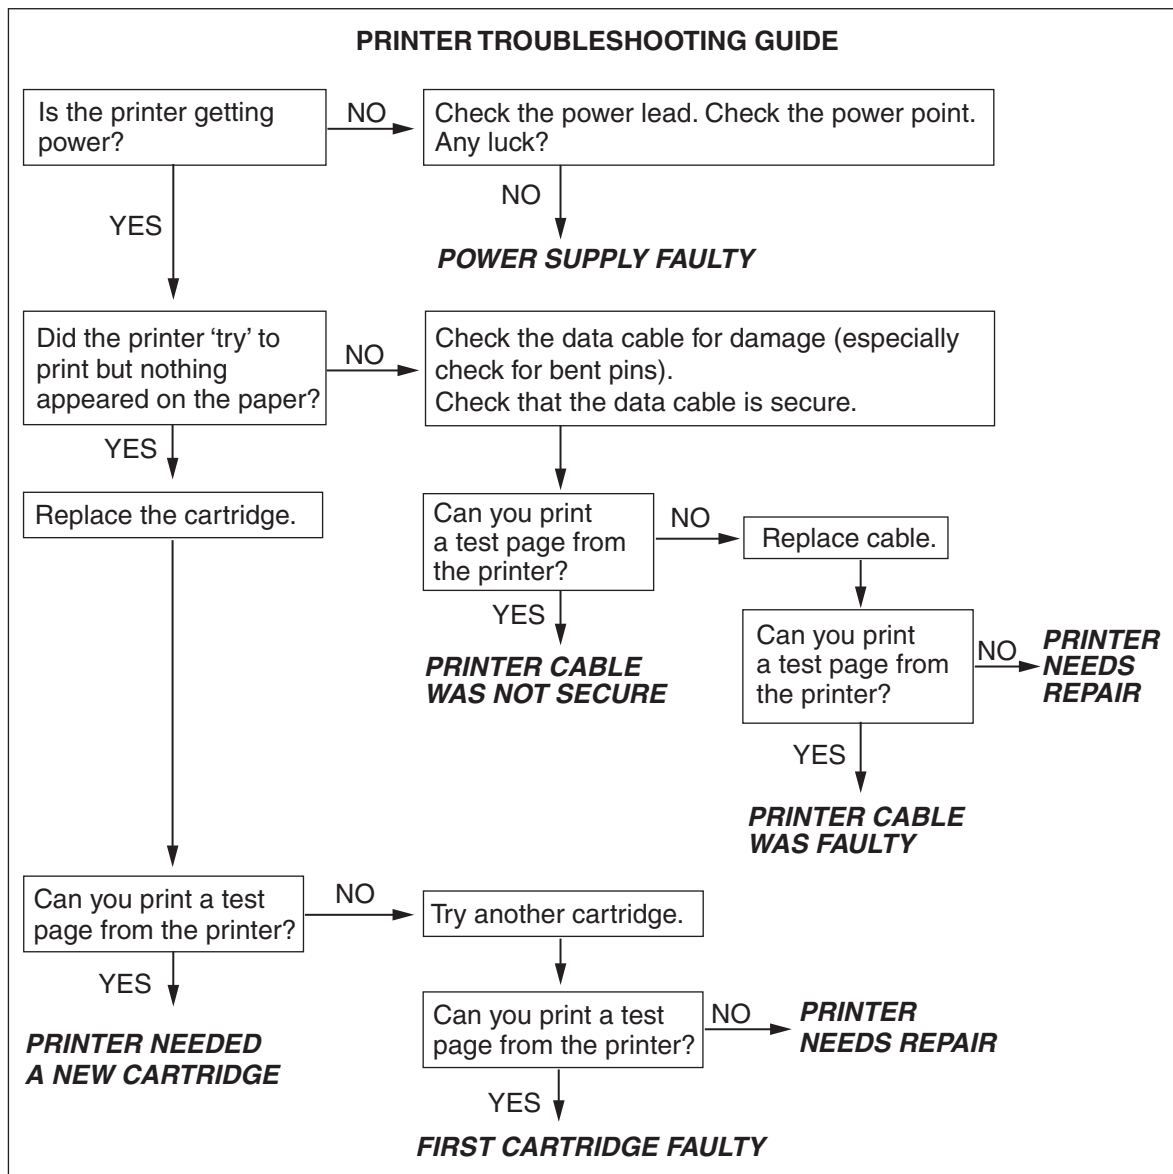 PRINTER TROUBLESHOOTING GUIDE
Is the printer getting
power?
NO
Check the power lead. Check the power point.
Any luck?
YES
NO
POWER SUPPLY FAULTY
Did the printer ‘try’ to
print but nothing
appeared on the paper?
NO
Check the data cable for damage (especially
check for bent pins).
Check that the data cable is secure.
YES
Replace the cartridge.
Can you print
a test page from
the printer?
NO
Replace cable.
YES
PRINTER CABLE
WAS NOT SECURE
Can you print
a test page from
the printer?
NO
PRINTER
NEEDS
REPAIR
YES
PRINTER CABLE
WAS FAULTY
Can you print a test
page from the printer?
NO
Try another cartridge.
YES
PRINTER NEEDED
A NEW CARTRIDGE
Can you print a test
page from the printer?
NO
PRINTER
NEEDS REPAIR
YES
FIRST CARTRIDGE FAULTY